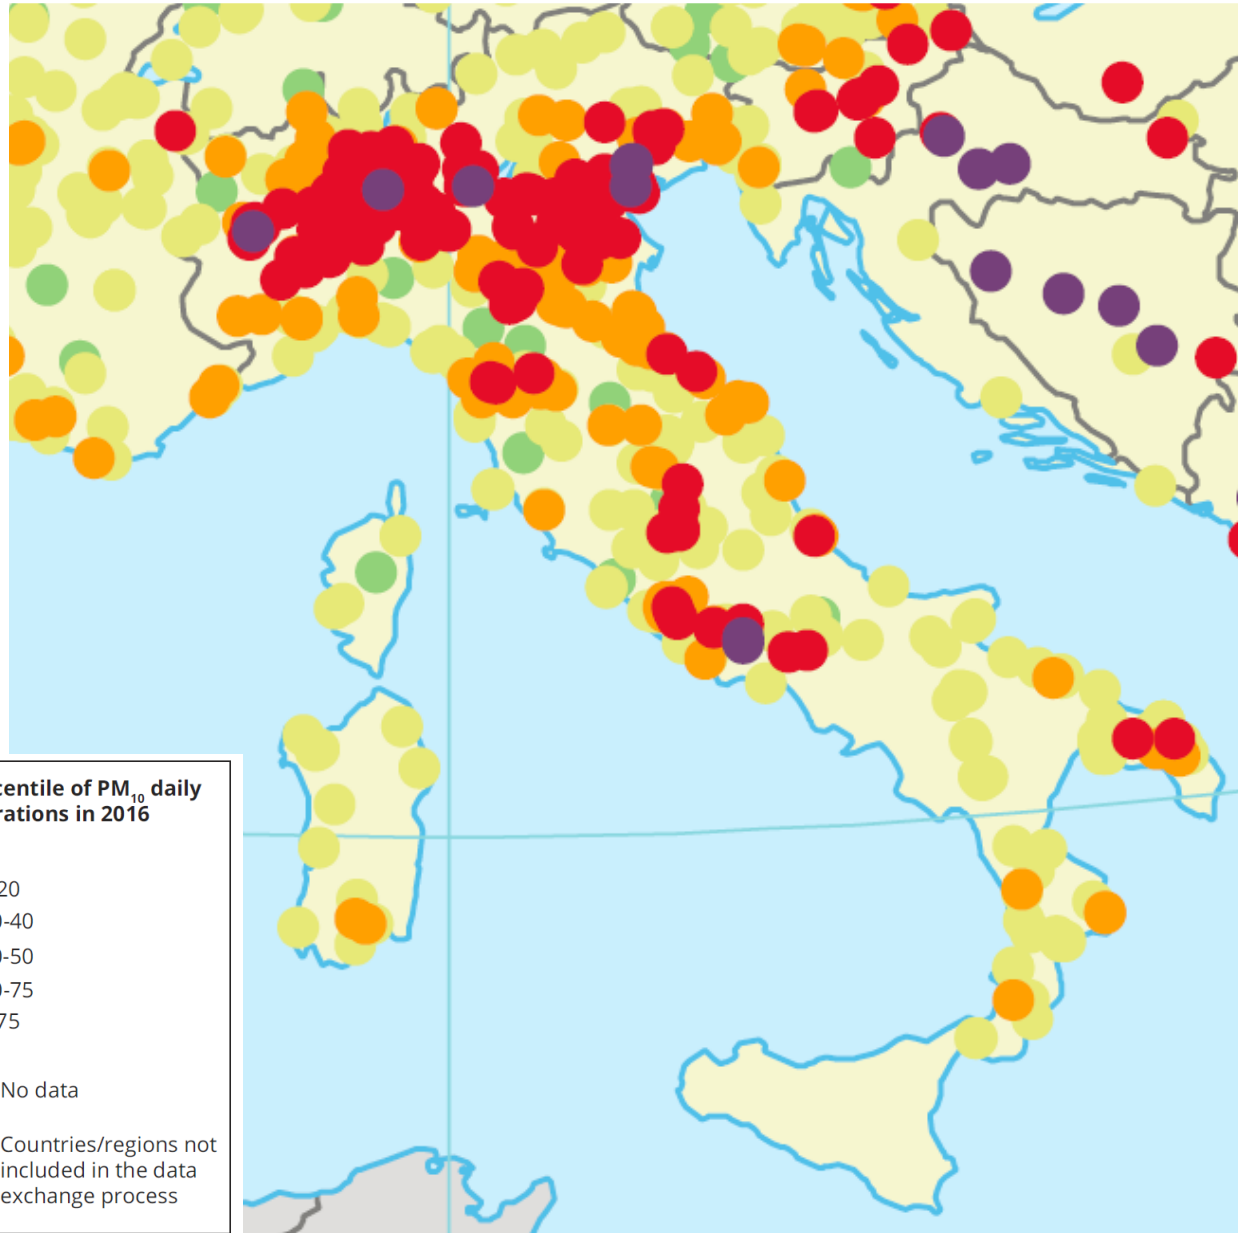 centile of PM10 daily
rations in 2016
20
-40
-50
-75
75
No data
Countries/regions not
included in the data
exchange process